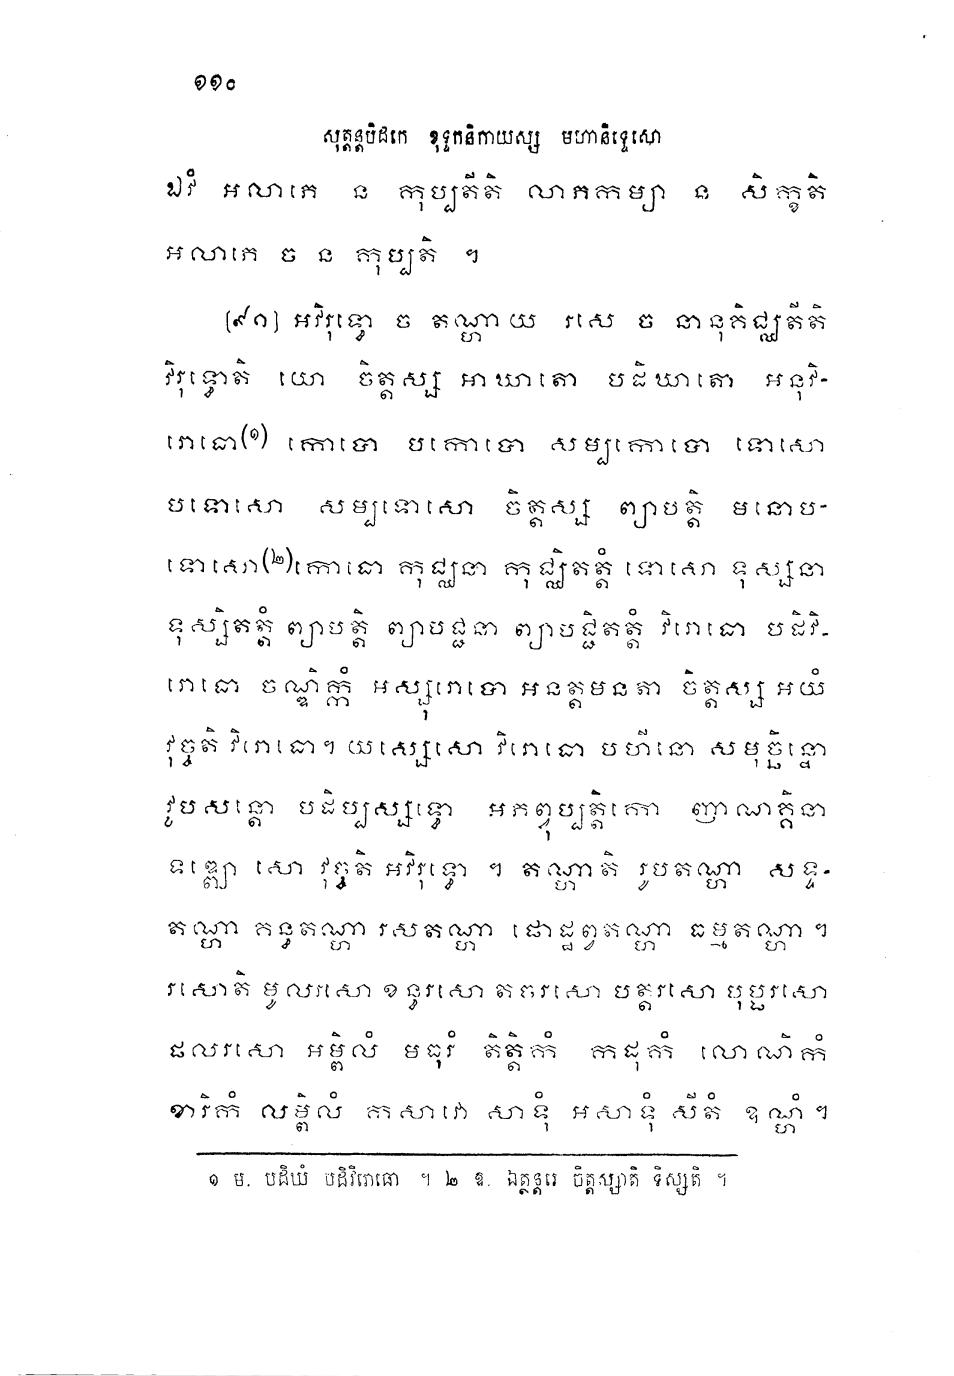 ១១០
សុត្តន្តបិដកេ ខុទ្ទកនិកាយស្ស មហានិទ្ទេសោ
ឯវំ អលាភេ ន កុប្បតីតិ លាភកម្យា ន សិក្ខតិ
អលាភេ ច ន កុប្បតិ ។
[៩១] អវិរុទ្ធោ ច តណ្ហាយ រសេ ច នានុគិជ្ឈតីតិ
វិរុទ្ធោតិ យោ ចិត្តស្ស អាឃាតោ បដិឃាតោ អនុវិ-
រោធោ(១) កោបោ បកោបោ សម្បកោបោ ទោសោ
បទោសោ សម្បទោសោ ចិត្តស្ស ព្យាបត្តិ មនោប-
ទោសោ(២)កោធោ កុជ្ឈនា កុជ្ឈិតត្តំ ទោសោ ទុស្សនា
ទុស្សិតត្តំ ព្យាបត្តិ ព្យាបជ្ជនា ព្យាបជ្ជិតត្តំ វិរោធោ បដិវិ-
រោធោ ចណ្ឌិក្កំ អស្សុរោបោ អនត្តមនតា ចិត្តស្ស អយំ
វុច្ចតិ វិរោធោ។ យស្សេសោ វិរោធោ បហីនោ សមុច្ឆិន្នោ
វូបសន្តោ បដិប្បស្សទ្ធោ អភព្វុប្បត្តិកោ ញាណគ្គិនា
ទឌ្ឍោ សោ វុច្ចតិ អវិរុទ្ធោ ។ តណ្ហាតិ រូបតណ្ហា សទ្ទ-
តណ្ហា គន្ធតណ្ហា រសតណ្ហា ផោដ្ឋព្វតណ្ហា ធម្មតណ្ហា ។
រសោតិ មូលរសោ ខន្ធរសោ តចរសោ បត្តរសោ បុប្ផរសោ
ផលរសោ អម្ពិលំ មធុរំ តិត្តិកំ កដុកំ លោណិកំ
ខារិកំ លម្ពិលំ កសាវោ សាទុំ អសាទុំ សីតំ ឧណ្ហំ ។
១ ម. បដិឃំ បដិវិរោធោ ។ ២ ឱ. ឯត្ថន្តរេ ចិត្តស្សាតិ ទិស្សតិ ។